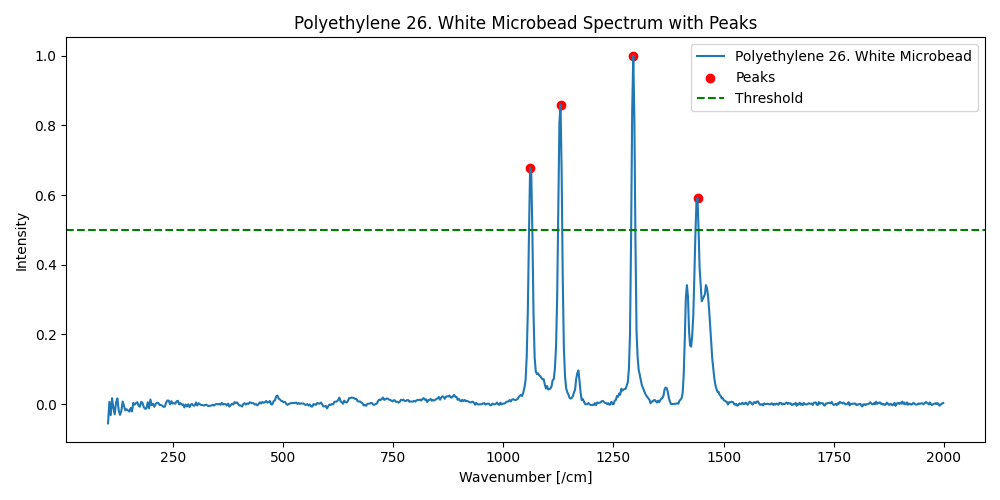 Polyethylene 26. White Microbead Spectrum with Peaks
Polyethylene 26. White Microbead
Peaks
Threshold
Intensity
1.0
0.8
0.6
0.4
0.2
0.0
250 500 750 1000 1250 1500 1750 2000
Wavenumber [/cm]